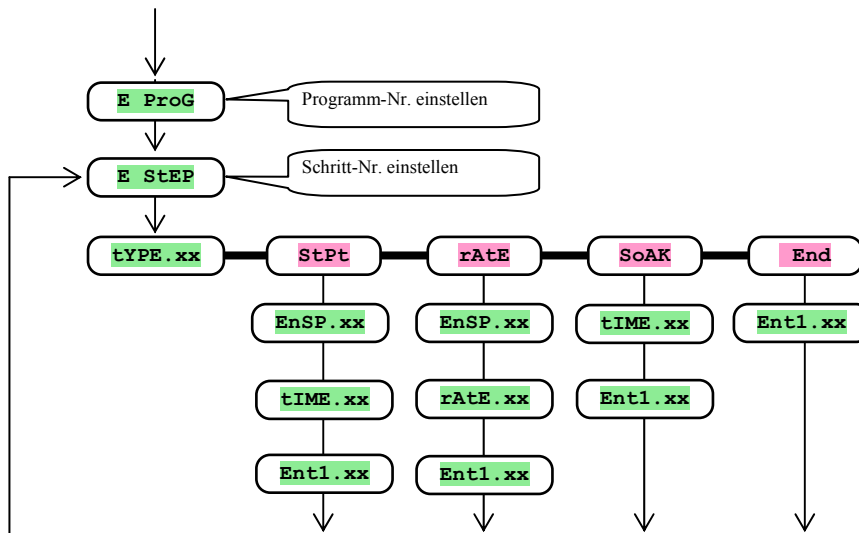 E ProG
Programm-Nr. einstellen
E StEP
Schritt-Nr. einstellen
tYPE.xx StPt rAtE SoAK End
EnSP.xx EnSP.xx tIME.xx Ent1.xx
tIME.xx rAtE.xx Ent1.xx
Ent1.xx Ent1.xx